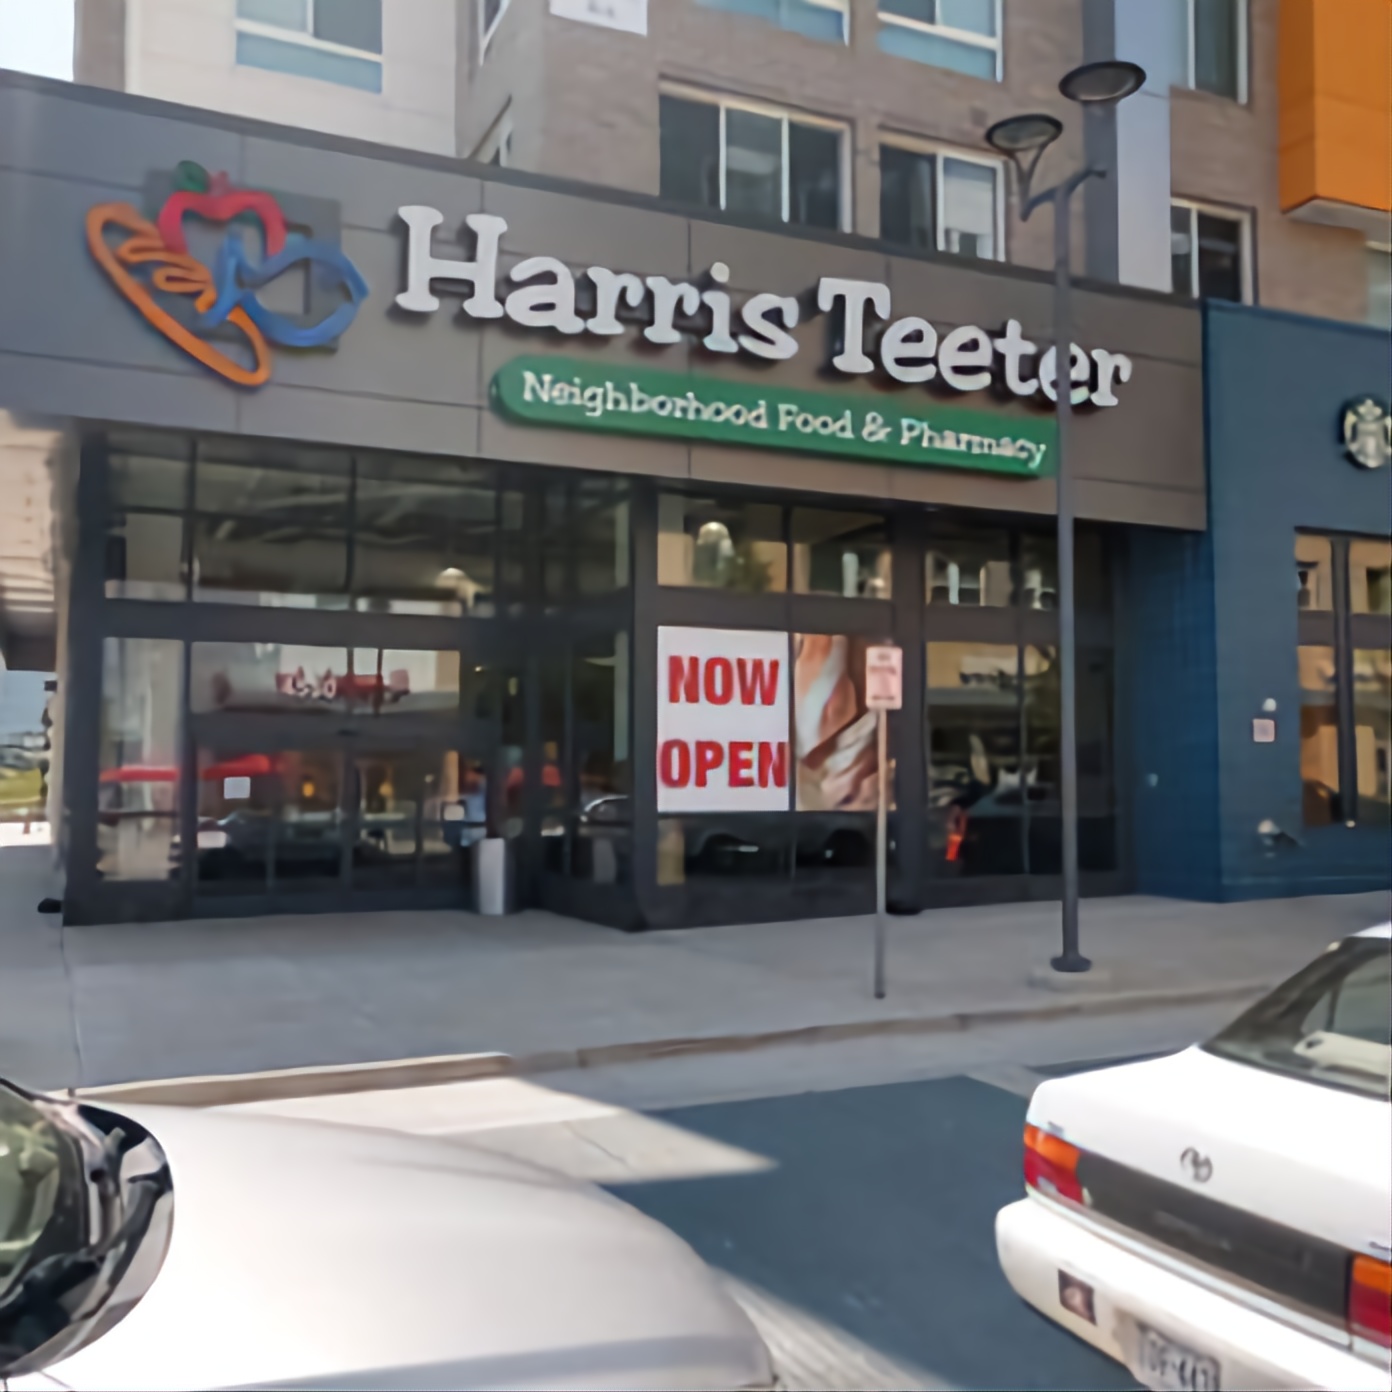 Harris Teeter
Neighborhood Food & Pharmacy
NOW
OPEN